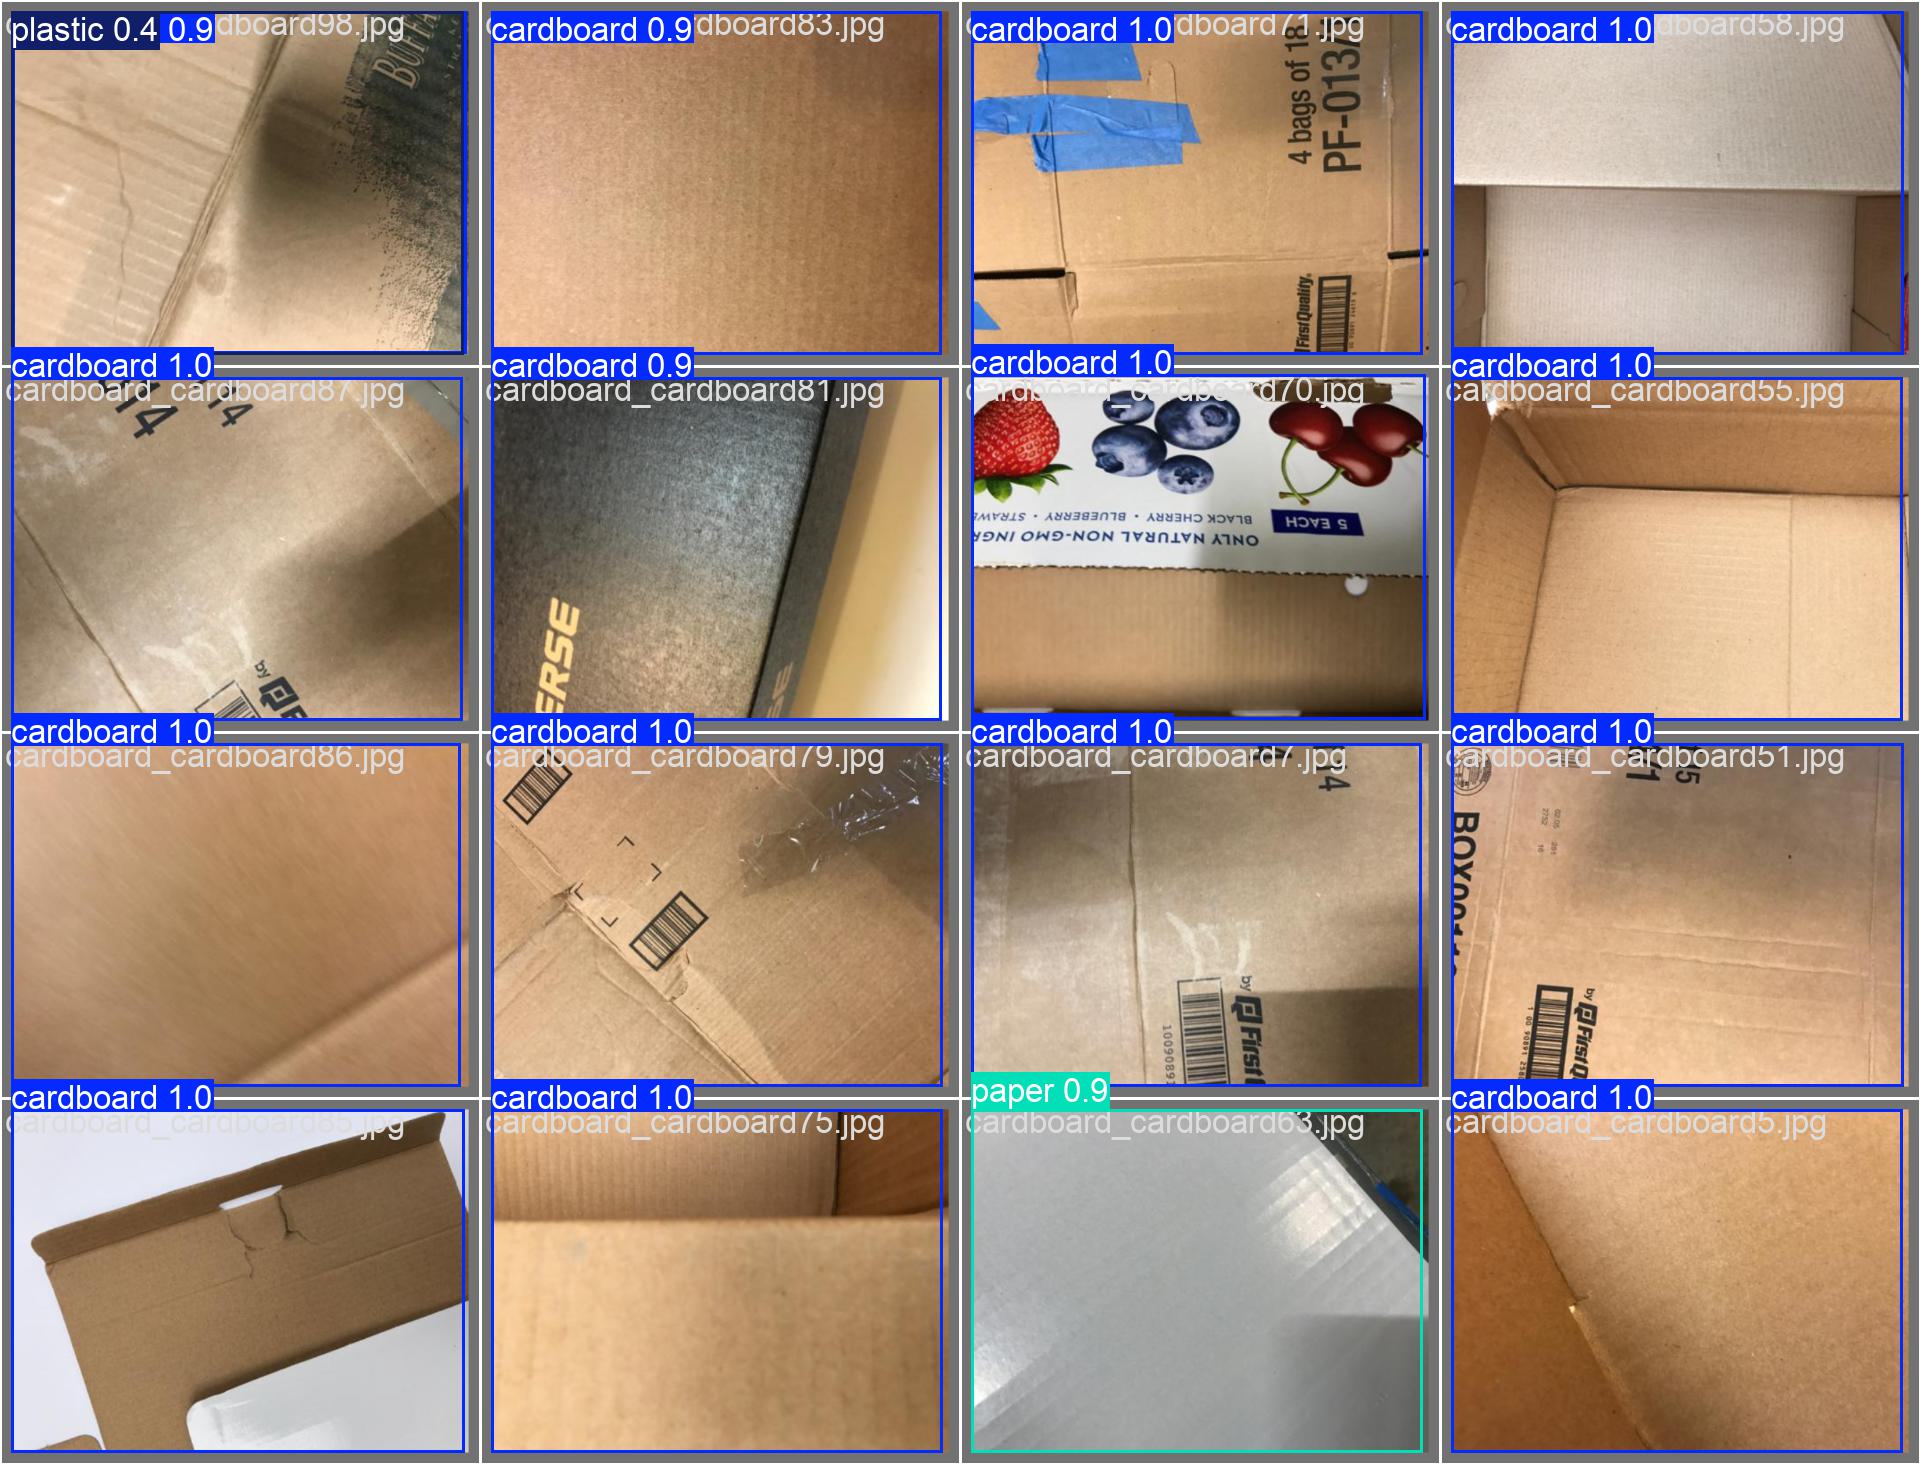 plastic 0.4 0.9 dboard98.jpg
BUFFA
cardboard 0.9 dboard83.jpg
cardboard 1.0 dboard71.jpg
4 bags of 18
PF-013/
FirstQuality
cardboard 1.0 dboard58.jpg
cardboard 1.0
cardboard_cardboard87.jpg
14
14
by
cardboard 0.9
cardboard_cardboard81.jpg
ERSE
cardboard 1.0
cardboard_cardboard70.jpg
5 EACH
BLACK CHERRY • BLUEBERRY • STRAWB
ONLY NATURAL NON-GMO INGR
cardboard 1.0
cardboard_cardboard55.jpg
cardboard 1.0
cardboard_cardboard86.jpg
cardboard 1.0
cardboard_cardboard79.jpg
cardboard 1.0
cardboard_cardboard7.jpg
14
by
First
10090891
cardboard 1.0
cardboard_cardboard51.jpg
by
FirstQ
cardboard 1.0
cardboard_cardboard85.jpg
cardboard 1.0
cardboard_cardboard75.jpg
paper 0.9
cardboard_cardboard63.jpg
cardboard 1.0
cardboard_cardboard5.jpg